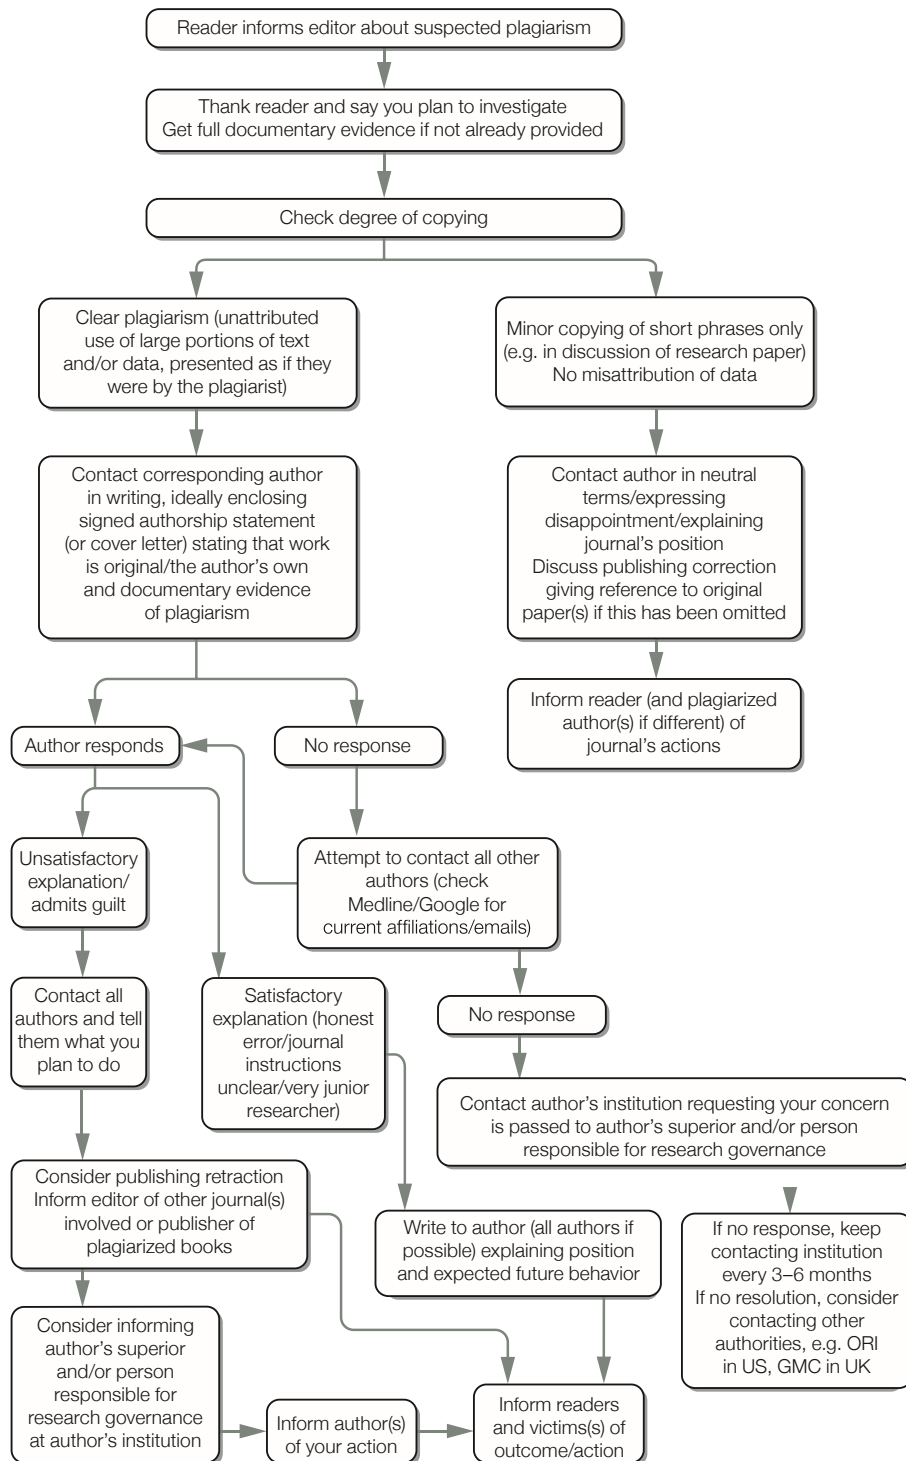 Reader informs editor about suspected plagiarism
Thank reader and say you plan to investigate
Get full documentary evidence if not already provided
Check degree of copying
Clear plagiarism (unattributed
use of large portions of text
and/or data, presented as if they
were by the plagiarist)
Minor copying of short phrases only
(e.g. in discussion of research paper)
No misattribution of data
Contact corresponding author
in writing, ideally enclosing
signed authorship statement
(or cover letter) stating that work
is original/the author's own
and documentary evidence
of plagiarism
Contact author in neutral
terms/expressing
disappointment/explaining
journal's position
Discuss publishing correction
giving reference to original
paper(s) if this has been omitted
Inform reader (and plagiarized
author(s) if different) of
journal's actions
Author responds
No response
Unsatisfactory
explanation/
admits guilt
Attempt to contact all other
authors (check
Medline/Google for
current affiliations/emails)
Contact all
authors and tell
them what you
plan to do
Satisfactory
explanation (honest
error/journal
instructions
unclear/very junior
researcher)
No response
Contact author's institution requesting your concern
is passed to author's superior and/or person
responsible for research governance
Consider publishing retraction
Inform editor of other journal(s)
involved or publisher of
plagiarized books
Write to author (all authors if
possible) explaining position
and expected future behavior
If no response, keep
contacting institution
every 3–6 months
If no resolution, consider
contacting other
authorities, e.g. ORI
in US, GMC in UK
Consider informing
author's superior
and/or person
responsible for
research governance
at author's institution
Inform author(s)
of your action
Inform readers
and victims(s) of
outcome/action